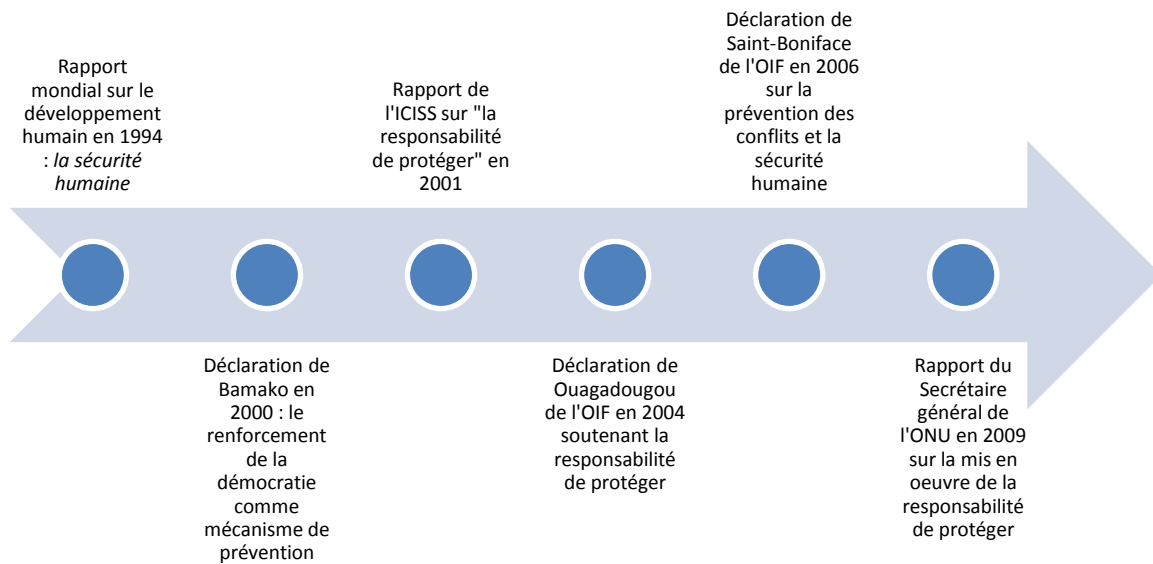 Rapport
mondial sur le
développement
humain en 1994
: la sécurité
humaine
Déclaration de
Bamako en
2000 : le
renforcement
de la
démocratie
comme
mécanisme de
prévention
Rapport de
l'ICISS sur "la
responsabilité
de protéger" en
2001
Déclaration de
Ouagadougou
de l'OIF en 2004
soutenant la
responsabilité
de protéger
Déclaration de
Saint-Boniface
de l'OIF en 2006
sur la
prévention des
conflits et la
sécurité
humaine
Rapport du
Secrétaire
général de
l'ONU en 2009
sur la mis en
oeuvre de la
responsabilité
de protéger